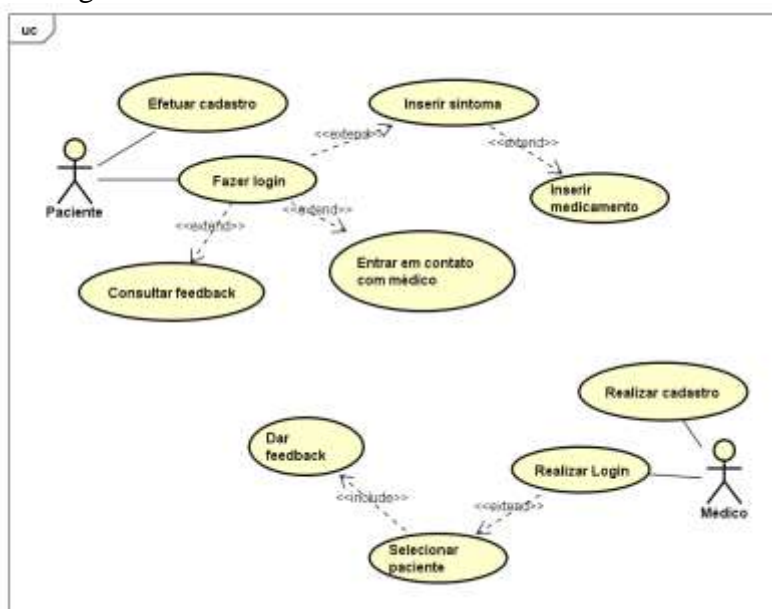 uc
Efetuar cadastro
Inserir sintoma
<<extend>>
<<extend>>
Fazer login
Inserir
medicamento
Paciente
<<extend>>
<<extend>>
Entrar em contato
com médico
Consultar feedback
Realizar cadastro
Dar
feedback
Realizar Login
<<include>>
<<extend>>
Medico
Selecionar
paciente